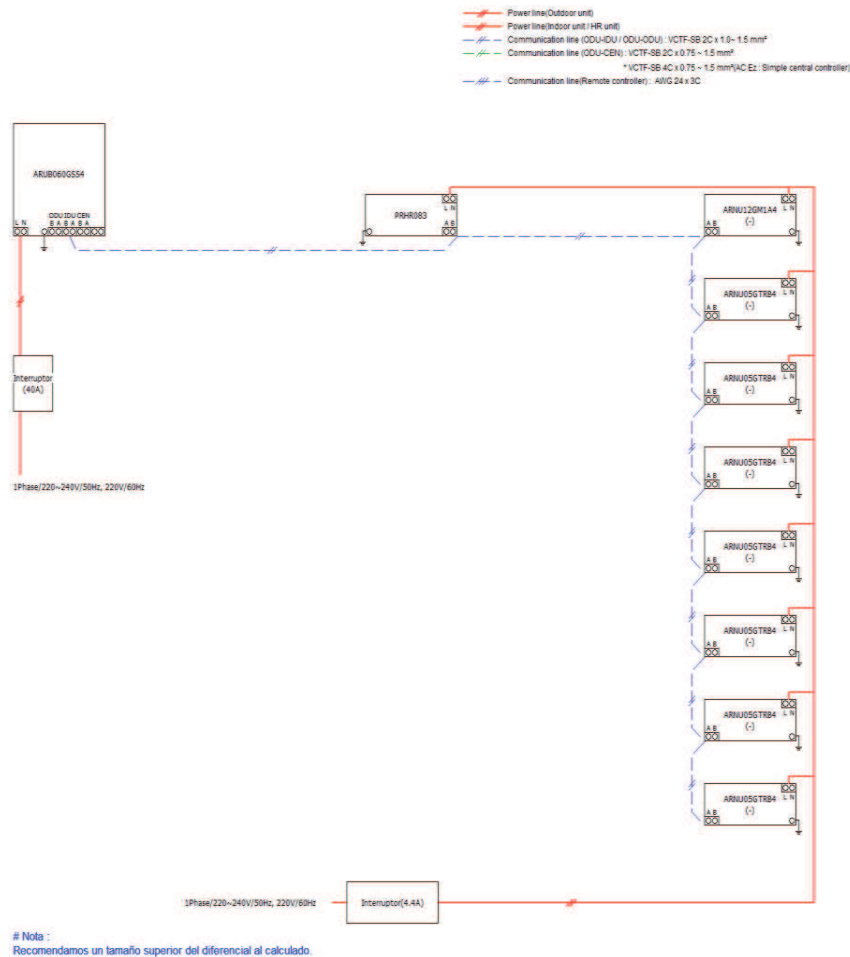 Power line(Outdoor unit)
Power line(Indoor unit / HR unit)
Communication line (ODU-IDU / ODU-ODU) : VCTF-SB 2C x 1.0~ 1.5 mm²
Communication line (ODU-CEN) : VCTF-SB 2C x 0.75 ~ 1.5 mm²
* VCTF-SB 4C x 0.75 ~ 1.5 mm²(AC Ez : Simple central controller)
Communication line(Remote controller) : AWG 24 x 3C
ARUB060GSS4
ODU IDU CEN
L N B A B A B A
PRHR083
L N
A B
ARNU12GM1A4
(-)
L N
A B
ARNU05GTRB4
(-)
L N
A B
ARNU05GTRB4
(-)
L N
A B
ARNU05GTRB4
(-)
L N
A B
ARNU05GTRB4
(-)
L N
A B
ARNU05GTRB4
(-)
L N
A B
ARNU05GTRB4
(-)
L N
A B
ARNU05GTRB4
(-)
L N
A B
Interruptor
(40A)
1Phase/220~240V/50Hz, 220V/60Hz
1Phase/220~240V/50Hz, 220V/60Hz
Interruptor(4.4A)
# Nota :
Recomendamos un tamaño superior del diferencial al calculado.